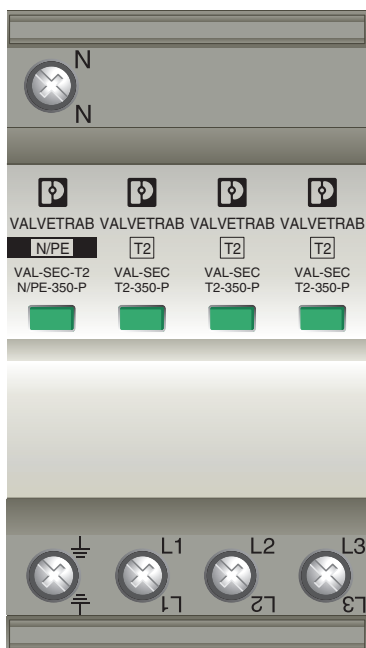 N
N
VALVETRAB VALVETRAB VALVETRAB VALVETRAB
N/PE T2 T2 T2
VAL-SEC-T2 VAL-SEC VAL-SEC VAL-SEC
N/PE-350-P T2-350-P T2-350-P T2-350-P
L1 L2 L3
L1 L2 L3